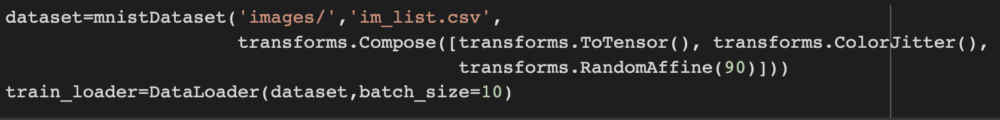 dataset=mnistDataset('images/','im_list.csv',
transforms.Compose([transforms.ToTensor(), transforms.ColorJitter(),
transforms.RandomAffine(90)]))
train_loader=DataLoader(dataset,batch_size=10)